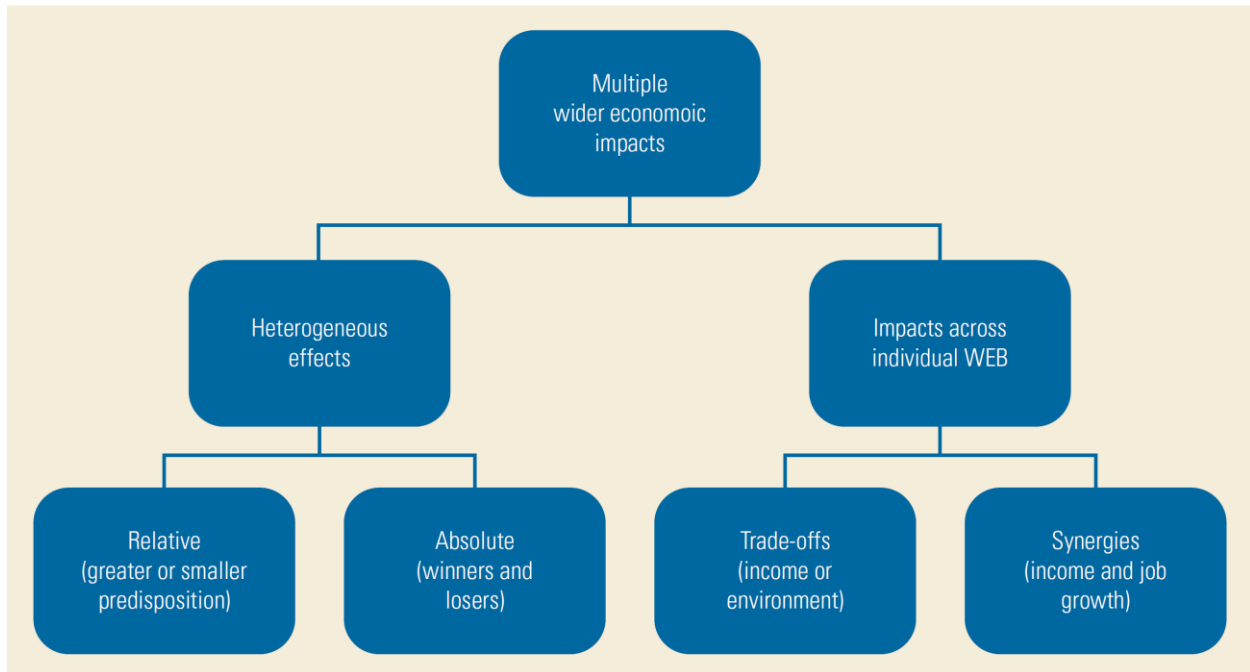 Multiple
wider economoic
impacts
Heterogeneous
effects
Impacts across
individual WEB
Relative
(greater or smaller
predisposition)
Absolute
(winners and
losers)
Trade-offs
(income or
environment)
Synergies
(income and job
growth)